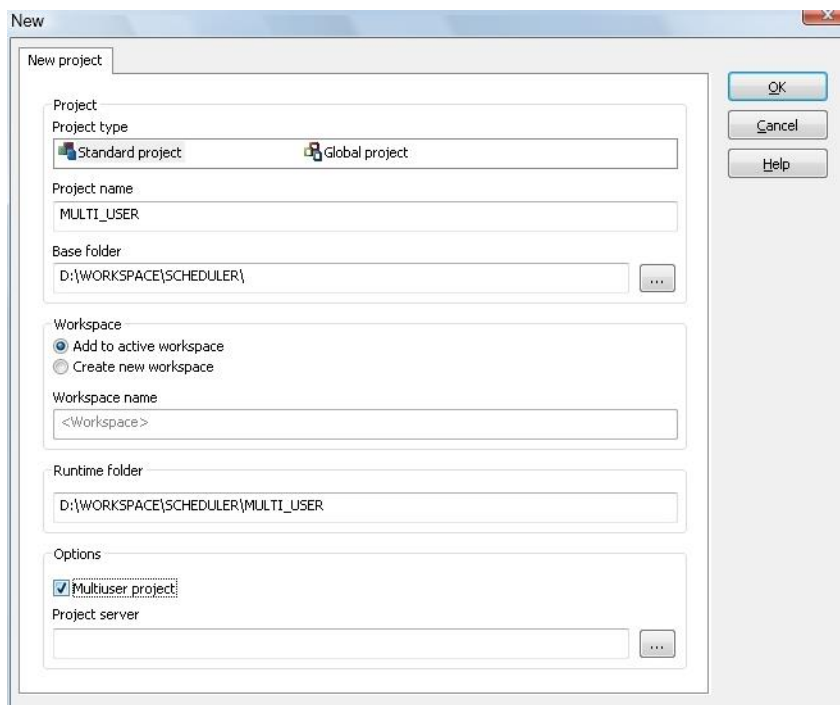 New
New project
Project
Project type
Standard project
Global project
Project name
MULTI_USER
Base folder
D:\WORKSPACE\SCHEDULER\
...
Workspace
Add to active workspace
Create new workspace
Workspace name
<Workspace>
Runtime folder
D:\WORKSPACE\SCHEDULER\MULTI_USER
Options
Multiuser project
Project server
...
OK
Cancel
Help